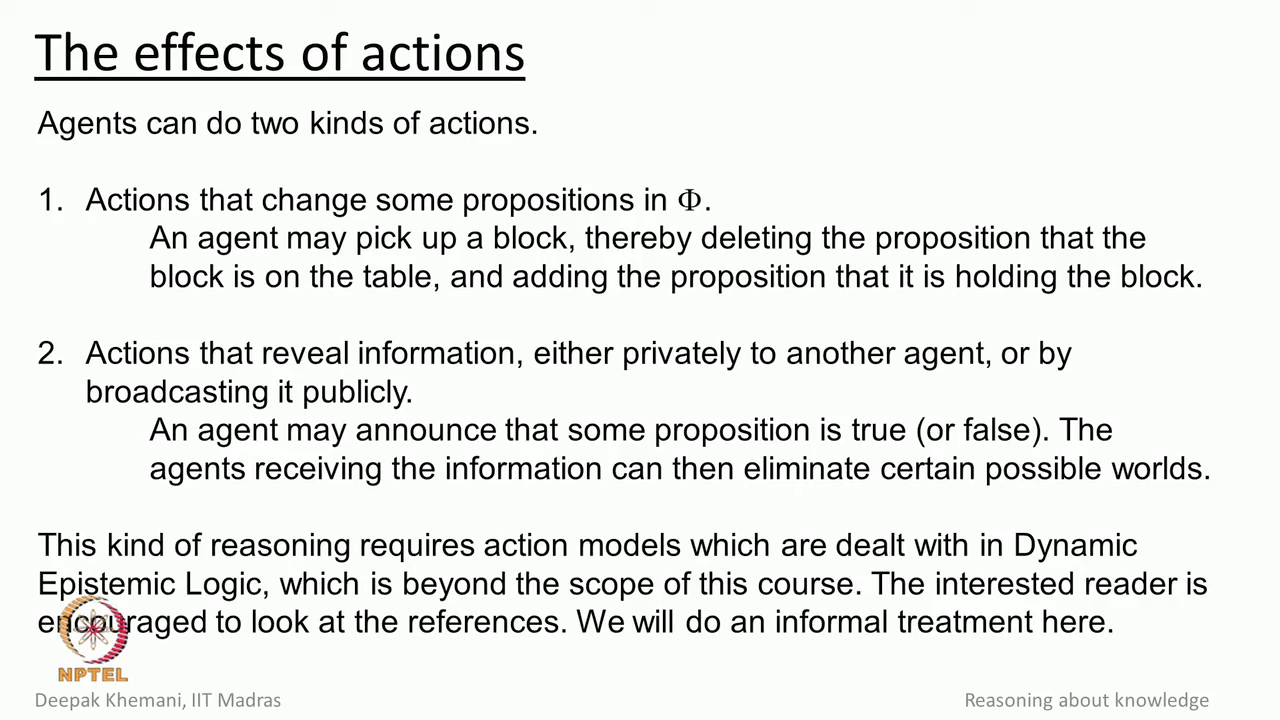 The effects of actions
Agents can do two kinds of actions.
1. Actions that change some propositions in Φ.
An agent may pick up a block, thereby deleting the proposition that the
block is on the table, and adding the proposition that it is holding the block.
2. Actions that reveal information, either privately to another agent, or by
broadcasting it publicly.
An agent may announce that some proposition is true (or false). The
agents receiving the information can then eliminate certain possible worlds.
This kind of reasoning requires action models which are dealt with in Dynamic
Epistemic Logic, which is beyond the scope of this course. The interested reader is
encouraged to look at the references. We will do an informal treatment here.
NPTEL
Deepak Khemani, IIT Madras
Reasoning about knowledge